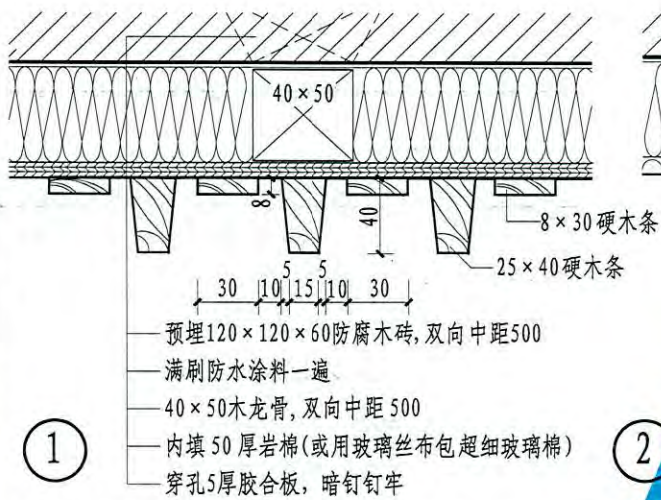 40×50
8
40
8×30硬木条
25×40硬木条
30 10 5 15 5 10 30
预埋120×120×60防腐木砖,双向中距500
满刷防水涂料一遍
40×50木龙骨,双向中距500
内填50厚岩棉(或用玻璃丝布包超细玻璃棉)
穿孔5厚胶合板,暗钉钉牢
1
2